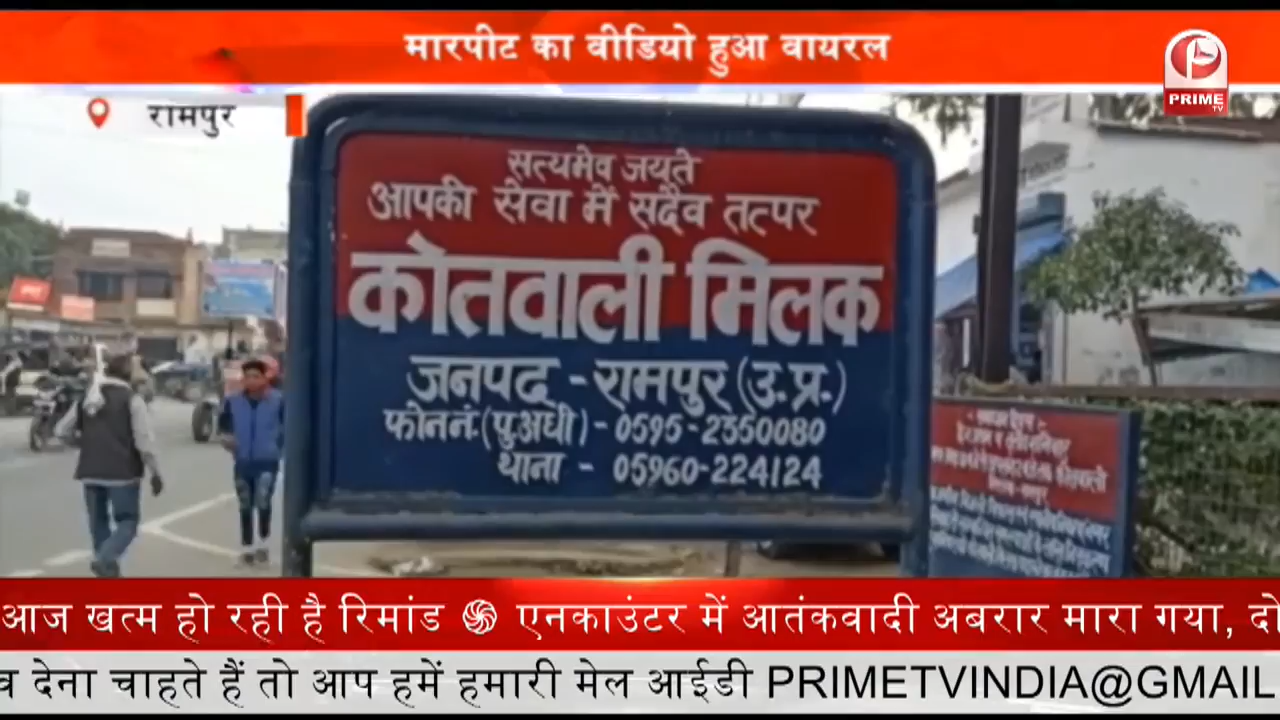 मारपीट का वीडियो हुआ वायरल
PRIME
TV
रामपुर
सत्यमेव जयते
आपकी सेवा में सदैव तत्पर
कोतवाली मिलक
जनपद - रामपुर (उ.प्र.)
फोन नं:(पु.अधी) - 0595-2350080
थाना - 05960-224124
आज खत्म हो रही है रिमांड एनकाउंटर में आतंकवादी अबरार मारा गया, दो
व देना चाहते हैं तो आप हमें हमारी मेल आईडी PRIMETVINDIA@GMAIL